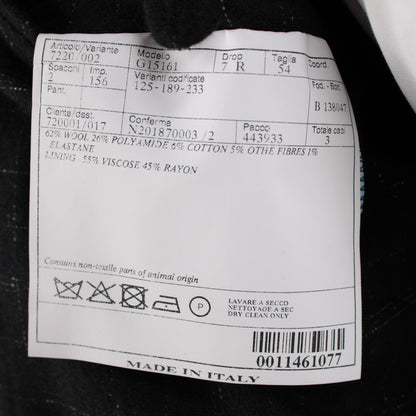 Articolo/Variante Modello Drop Taglia Coord.
7220/002 G15161 7 R 54
Spacchi Imp. Varianti codificate Fod. - Bott.
2 156 125-189-233
Pant. B 138047
Cliente/dest. Conferma Pacco Totale capi
720001/017 N201870003 /2 443933 3
62% WOOL 26% POLYAMIDE 6% COTTON 5% OTHE FIBRES 1%
ELASTANE
LINING 55% VISCOSE 45% RAYON
Contains non-textile parts of animal origin
P
LAVARE A SECCO
NETTOYAGE A SEC
DRY CLEAN ONLY
0011461077
MADE IN ITALY